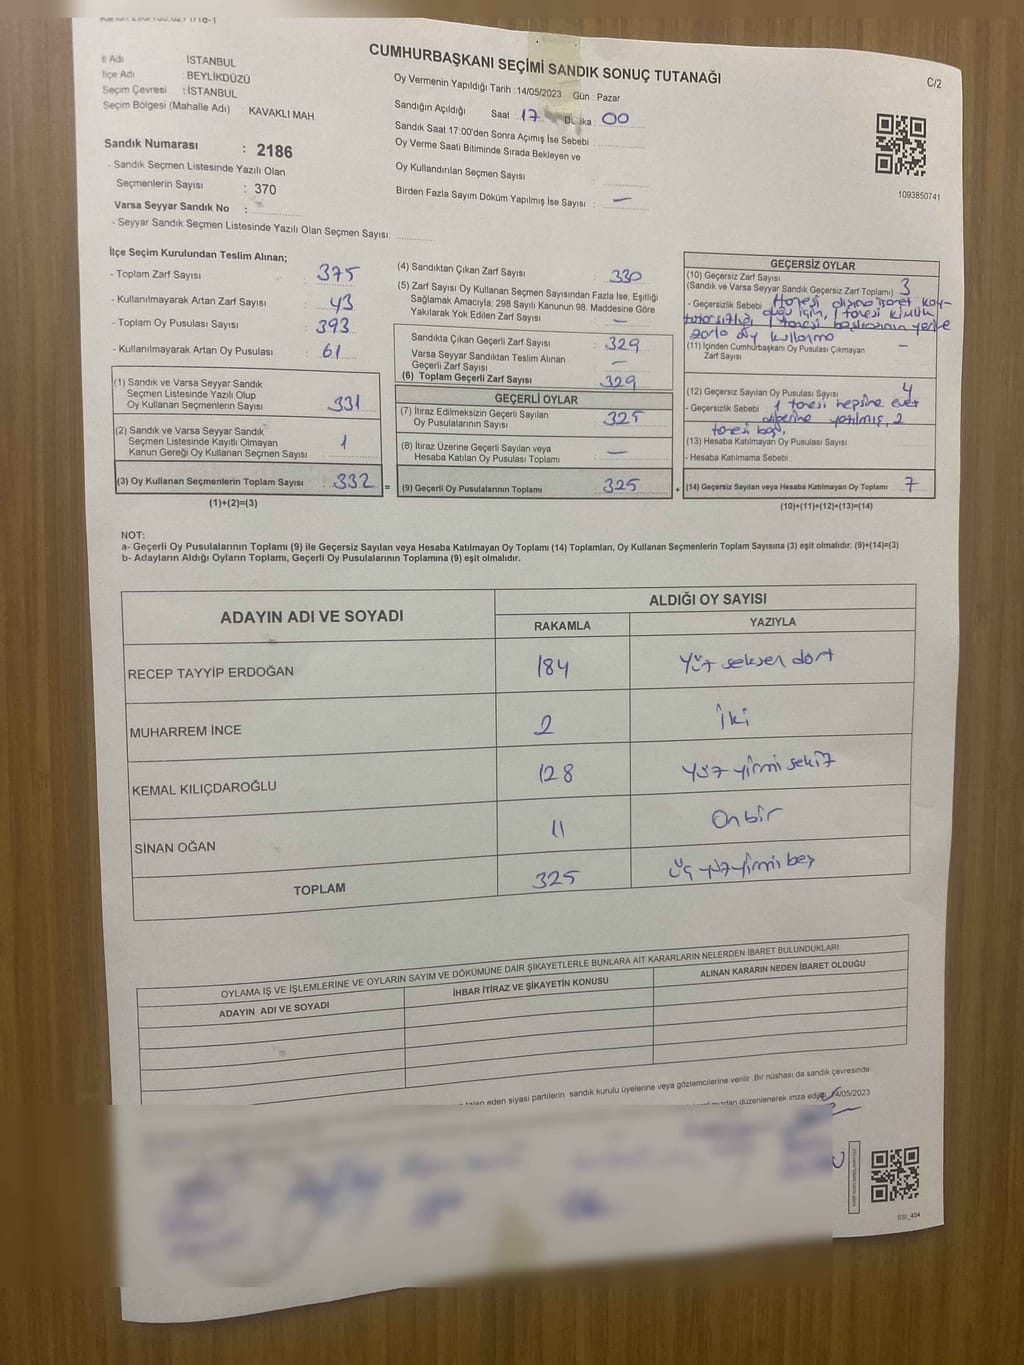 C/2
CUMHURBAŞKANI SEÇİMİ SANDIK SONUÇ TUTANAĞI
İl Adı : İSTANBUL
İlçe Adı : BEYLİKDÜZÜ
Seçim Çevresi : İSTANBUL
Seçim Bölgesi (Mahalle Adı) : KAVAKLI MAH
Sandık Numarası : 2186
- Sandık Seçmen Listesinde Yazılı Olan
Seçmenlerin Sayısı : 370
Varsa Seyyar Sandık No :
- Seyyar Sandık Seçmen Listesinde Yazılı Olan Seçmen Sayısı:
Oy Vermenin Yapıldığı Tarih : 14/05/2023 Gün : Pazar
Sandığın Açıldığı Saat : 17 00
Sandık Saat 17:00'den Sonra Açımış İse Sebebi :
Oy Verme Saati Bitiminde Sırada Bekleyen ve
Oy Kullandırılan Seçmen Sayısı :
Birden Fazla Sayım Döküm Yapılmış İse Sayısı : —
1093850741
İlçe Seçim Kurulundan Teslim Alınan;
- Toplam Zarf Sayısı : 375
- Kullanılmayarak Artan Zarf Sayısı : 43
- Toplam Oy Pusulası Sayısı : 393
- Kullanılmayarak Artan Oy Pusulası : 61
(1) Sandık ve Varsa Seyyar Sandık
Seçmen Listesinde Yazılı Olup
Oy Kullanan Seçmenlerin Sayısı : 331
(2) Sandık ve Varsa Seyyar Sandık
Seçmen Listesinde Kayıtlı Olmayan
Kanun Gereği Oy Kullanan Seçmen Sayısı : 1
(3) Oy Kullanan Seçmenlerin Toplam Sayısı : 332 =
(1)+(2)=(3)
(4) Sandıktan Çıkan Zarf Sayısı : 330
(5) Zarf Sayısı Oy Kullanan Seçmen Sayısından Fazla İse, Eşitliği
Sağlamak Amacıyla; 298 Sayılı Kanunun 98. Maddesine Göre
Yakılarak Yok Edilen Zarf Sayısı : —
Sandıkta Çıkan Geçerli Zarf Sayısı : 329
Varsa Seyyar Sandıktan Teslim Alınan
Geçerli Zarf Sayısı : —
(6) Toplam Geçerli Zarf Sayısı : 329
GEÇERLİ OYLAR
(7) İtiraz Edilmeksizin Geçerli Sayılan
Oy Pusulalarının Sayısı : 325
(8) İtiraz Üzerine Geçerli Sayılan veya
Hesaba Katılan Oy Pusulası Toplamı : —
(9) Geçerli Oy Pusulalarının Toplamı : 325 +
GEÇERSİZ OYLAR
(10) Geçersiz Zarf Sayısı
(Sandık ve Varsa Seyyar Sandık Geçersiz Zarf Toplamı) 3
- Geçersizlik Sebebi 1 tanesi dışına işaret kon-
duğu için, 1 tanesi kimlik
tutarsızlığı, 1 tanesi başkasının yerine
zorla oy kullanma
(11) İçinden Cumhurbaşkanı Oy Pusulası Çıkmayan
Zarf Sayısı —
(12) Geçersiz Sayılan Oy Pusulası Sayısı 4
- Geçersizlik Sebebi 1 tanesi hepsine evet
yazılmış, 2
tanesi boş.
(13) Hesaba Katılmayan Oy Pusulası Sayısı
- Hesaba Katılmama Sebebi
(14) Geçersiz Sayılan veya Hesaba Katılmayan Oy Toplamı 7
(10)+(11)+(12)+(13)=(14)
NOT:
a- Geçerli Oy Pusulalarının Toplamı (9) ile Geçersiz Sayılan veya Hesaba Katılmayan Oy Toplamı (14) Toplamları, Oy Kullanan Seçmenlerin Toplam Sayısına (3) eşit olmalıdır. (9)+(14)=(3)
b- Adayların Aldığı Oyların Toplamı, Geçerli Oy Pusulalarının Toplamına (9) eşit olmalıdır.
ADAYIN ADI VE SOYADI ALDIĞI OY SAYISI
RAKAMLA YAZIYLA
RECEP TAYYİP ERDOĞAN 184 Yüz seksen dört
MUHARREM İNCE 2 İki
KEMAL KILIÇDAROĞLU 128 Yüz yirmi sekiz
SİNAN OĞAN 11 On bir
TOPLAM 325 üç yüz yirmi beş
OYLAMA İŞ VE İŞLEMLERİNE VE OYLARIN SAYIM VE DÖKÜMÜNE DAİR ŞİKAYETLERLE BUNLARA AİT KARARLARIN NELERDEN İBARET BULUNDUKLARI
ADAYIN ADI VE SOYADI İHBAR İTİRAZ VE ŞİKAYETİN KONUSU ALINAN KARARIN NEDEN İBARET OLDUĞU
talep eden siyasi partilerin sandık kurulu üyelerine veya gözlemcilerine verilir. Bir nüshası da sandık çevresinde
düzenlenerek imza 14/05/2023
SSI_404